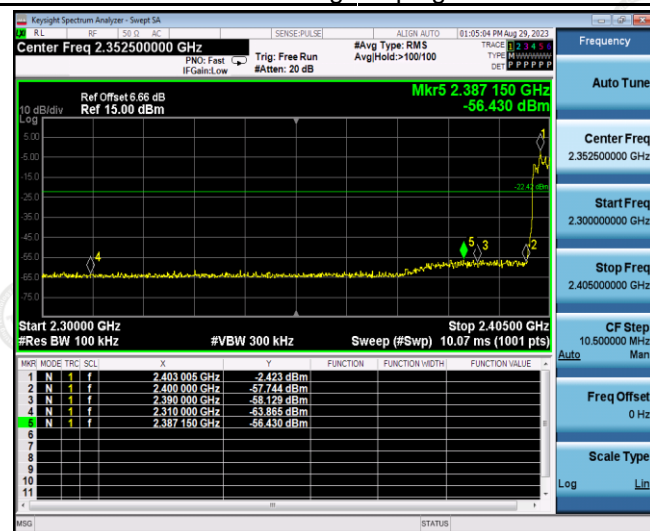 Keysight Spectrum Analyzer - Swept SA
RL RF 50 Ω AC SENSE:PULSE ALIGN AUTO 01:05:04 PM Aug 29, 2023
Center Freq 2.352500000 GHz
PNO: Fast
IFGain:Low
Trig: Free Run
#Atten: 20 dB
#Avg Type: RMS
Avg|Hold:>100/100
TRACE 1 2 3 4 5 6
TYPE
DET P P P P P P
Ref Offset 6.66 dB
10 dB/div Ref 15.00 dBm
Log
Mkr5 2.387 150 GHz
-56.430 dBm
5.00
-5.00
-15.0
-25.0
-35.0
-45.0
-55.0
-65.0
-75.0
-22.42 dBm
1
5
3
2
4
Start 2.30000 GHz Stop 2.40500 GHz
#Res BW 100 kHz #VBW 300 kHz Sweep (#Swp) 10.07 ms (1001 pts)
MKR MODE TRC SCL X Y FUNCTION FUNCTION WIDTH FUNCTION VALUE
1 N 1 f 2.403 005 GHz -2.423 dBm
2 N 1 f 2.400 000 GHz -57.744 dBm
3 N 1 f 2.390 000 GHz -58.129 dBm
4 N 1 f 2.310 000 GHz -63.865 dBm
5 N 1 f 2.387 150 GHz -56.430 dBm
6
7
8
9
10
11
MSG STATUS
Frequency
Auto Tune
Center Freq
2.352500000 GHz
Start Freq
2.300000000 GHz
Stop Freq
2.405000000 GHz
CF Step
10.500000 MHz
Auto Man
Freq Offset
0 Hz
Scale Type
Log Lin